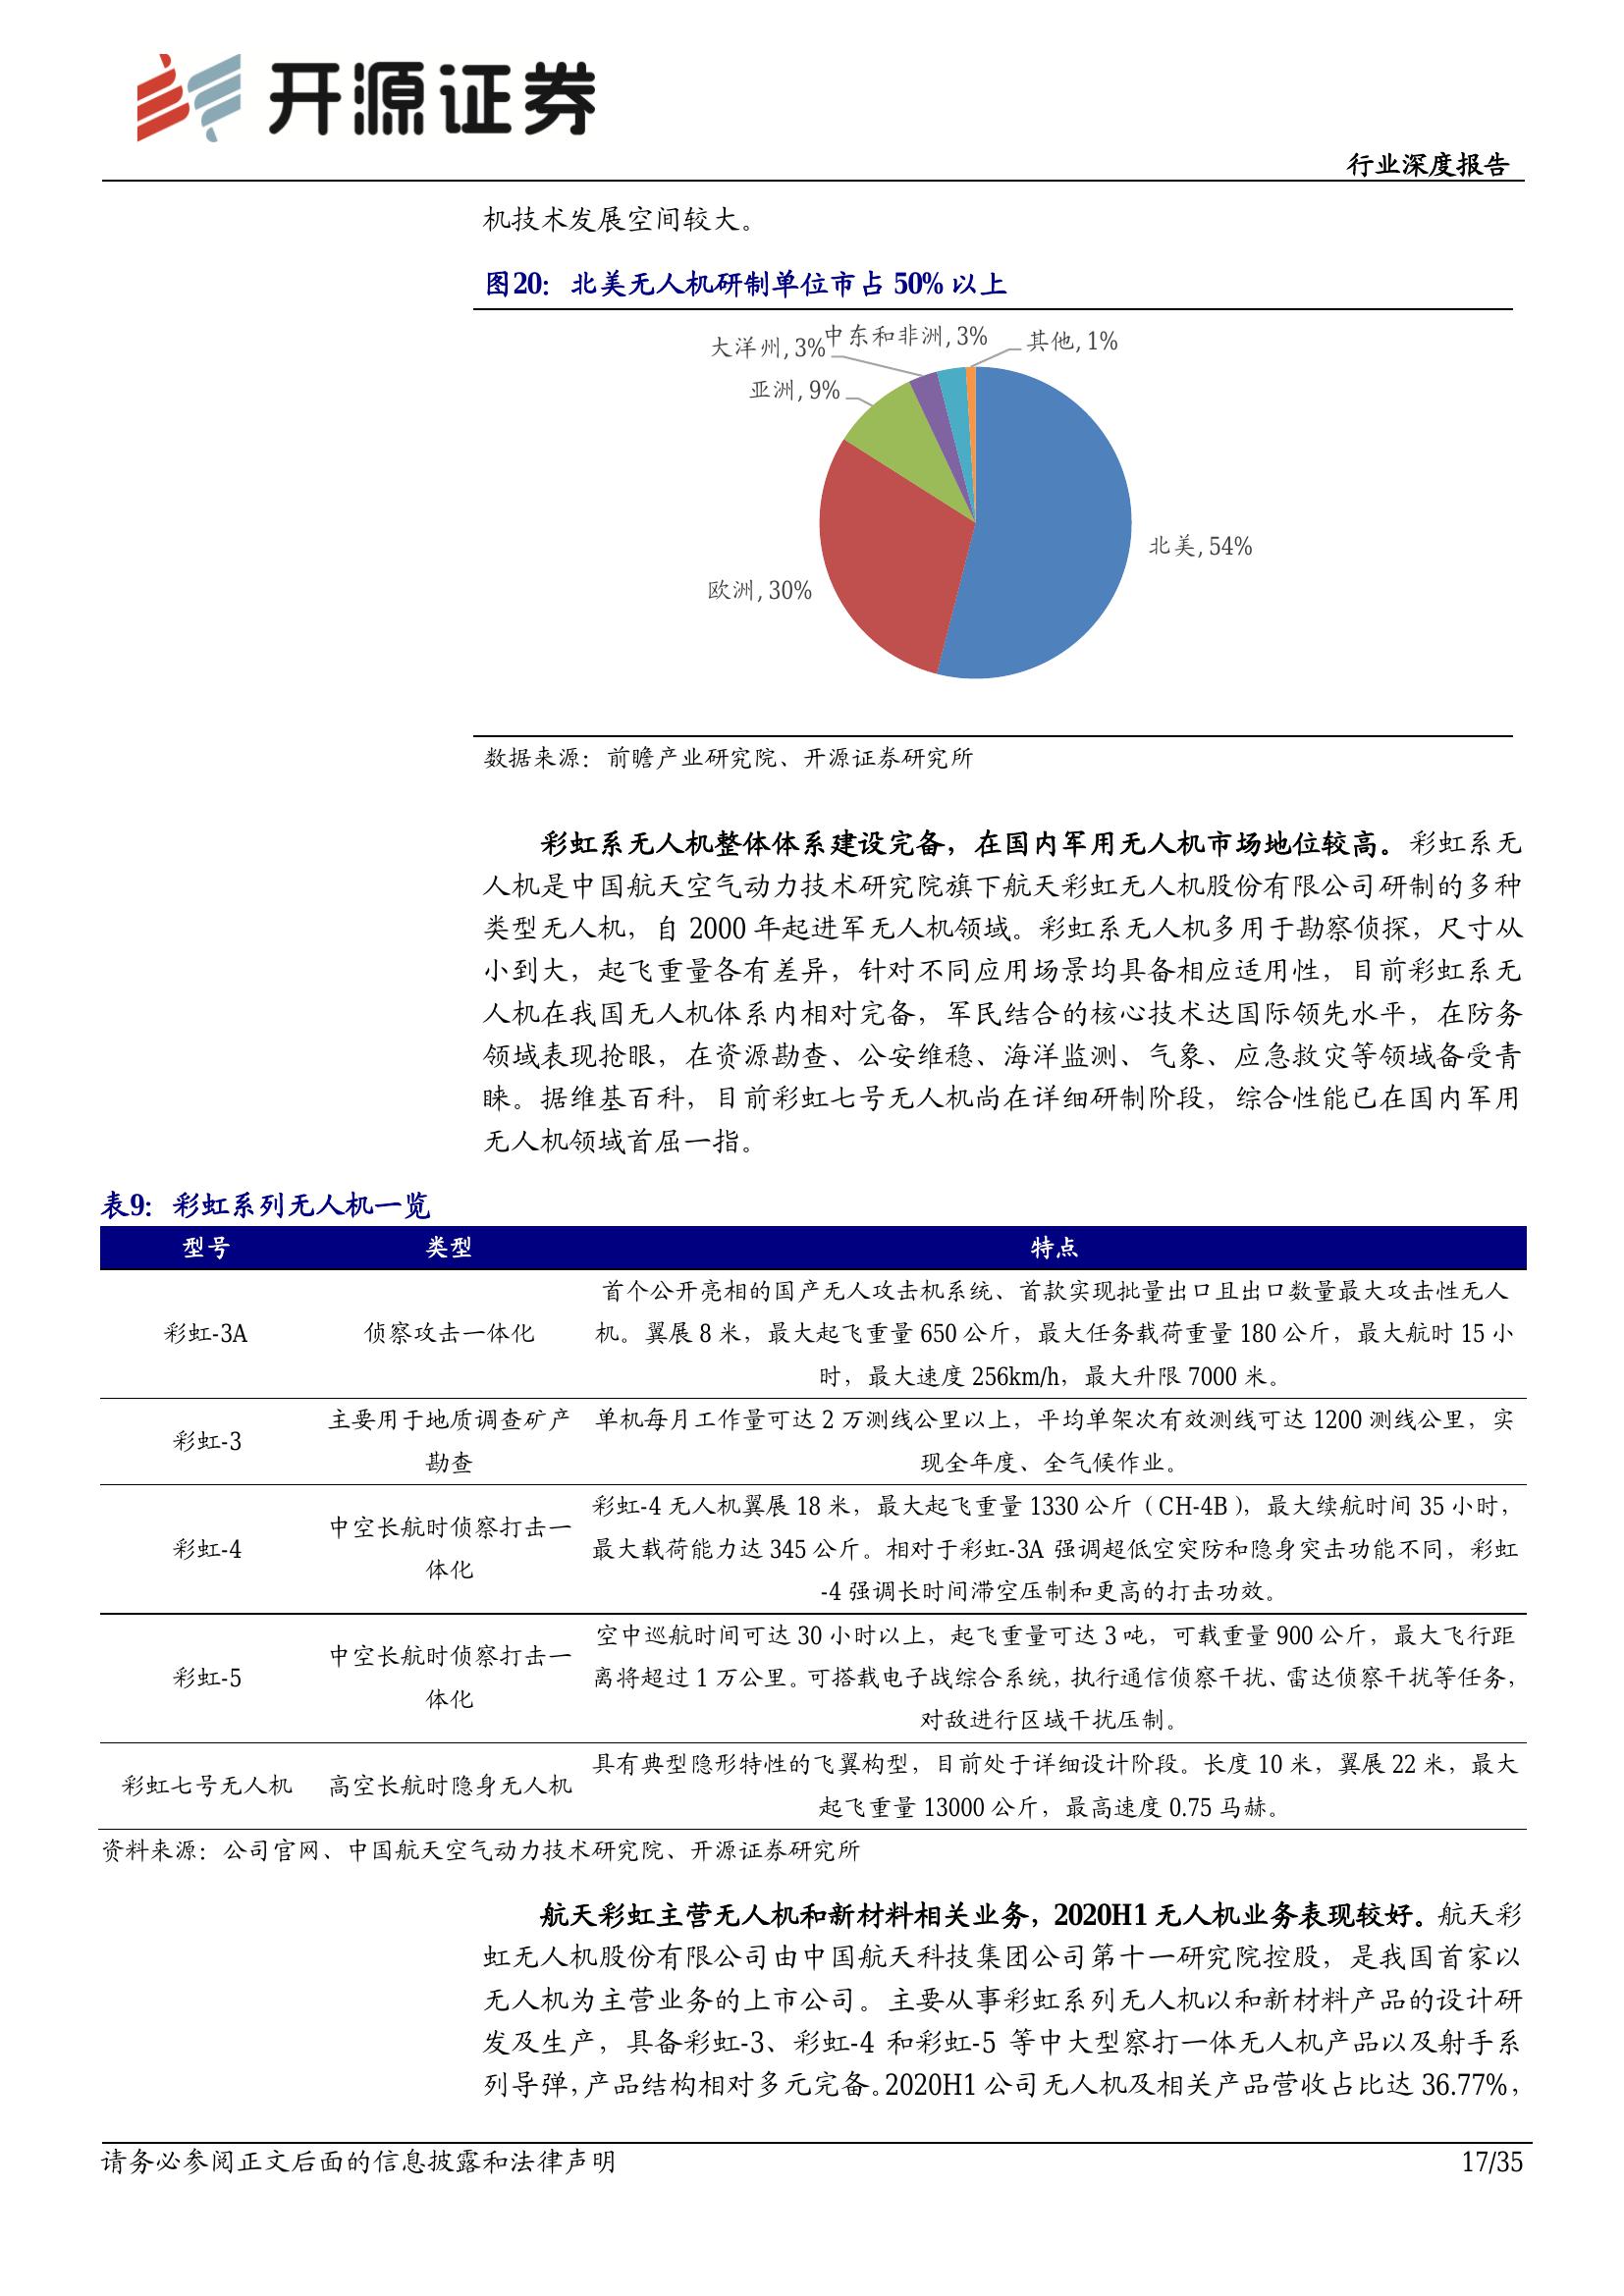 开源证券
行业深度报告
机技术发展空间较大。
图20：北美无人机研制单位市占 50%以上
大洋州, 3%
中东和非洲, 3%
其他, 1%
亚洲, 9%
北美, 54%
欧洲, 30%
数据来源：前瞻产业研究院、开源证券研究所
彩虹系无人机整体体系建设完备，在国内军用无人机市场地位较高。彩虹系无
人机是中国航天空气动力技术研究院旗下航天彩虹无人机股份有限公司研制的多种
类型无人机，自 2000 年起进军无人机领域。彩虹系无人机多用于勘察侦探，尺寸从
小到大，起飞重量各有差异，针对不同应用场景均具备相应适用性，目前彩虹系无
人机在我国无人机体系内相对完备，军民结合的核心技术达国际领先水平，在防务
领域表现抢眼，在资源勘查、公安维稳、海洋监测、气象、应急救灾等领域备受青
睐。据维基百科，目前彩虹七号无人机尚在详细研制阶段，综合性能已在国内军用
无人机领域首屈一指。
表9：彩虹系列无人机一览
型号 类型 特点
首个公开亮相的国产无人攻击机系统、首款实现批量出口且出口数量最大攻击性无人
彩虹-3A 侦察攻击一体化 机。翼展 8 米，最大起飞重量 650 公斤，最大任务载荷重量 180 公斤，最大航时 15 小
时，最大速度 256km/h，最大升限 7000 米。
彩虹-3
主要用于地质调查矿产
勘查
单机每月工作量可达 2 万测线公里以上，平均单架次有效测线可达 1200 测线公里，实
现全年度、全气候作业。
彩虹-4
中空长航时侦察打击一
体化
彩虹-4 无人机翼展 18 米，最大起飞重量 1330 公斤（CH-4B），最大续航时间 35 小时，
最大载荷能力达 345 公斤。相对于彩虹-3A 强调超低空突防和隐身突击功能不同，彩虹
-4 强调长时间滞空压制和更高的打击功效。
彩虹-5
中空长航时侦察打击一
体化
空中巡航时间可达 30 小时以上，起飞重量可达 3 吨，可载重量 900 公斤，最大飞行距
离将超过 1 万公里。可搭载电子战综合系统，执行通信侦察干扰、雷达侦察干扰等任务，
对敌进行区域干扰压制。
彩虹七号无人机 高空长航时隐身无人机
具有典型隐形特性的飞翼构型，目前处于详细设计阶段。长度 10 米，翼展 22 米，最大
起飞重量 13000 公斤，最高速度 0.75 马赫。
资料来源：公司官网、中国航天空气动力技术研究院、开源证券研究所
航天彩虹主营无人机和新材料相关业务，2020H1 无人机业务表现较好。航天彩
虹无人机股份有限公司由中国航天科技集团公司第十一研究院控股，是我国首家以
无人机为主营业务的上市公司。主要从事彩虹系列无人机以和新材料产品的设计研
发及生产，具备彩虹-3、彩虹-4 和彩虹-5 等中大型察打一体无人机产品以及射手系
列导弹，产品结构相对多元完备。2020H1 公司无人机及相关产品营收占比达 36.77%，
请务必参阅正文后面的信息披露和法律声明
17/35